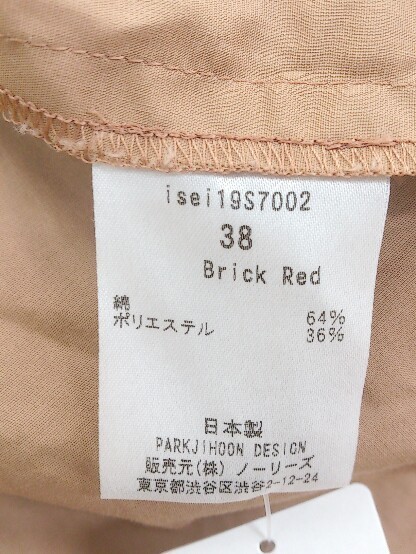 isei19S7002
38
Brick Red
綿 64%
ポリエステル 36%
日本製
PARKJIHOON DESIGN
販売元(株) ノーリーズ
東京都渋谷区渋谷2-12-24